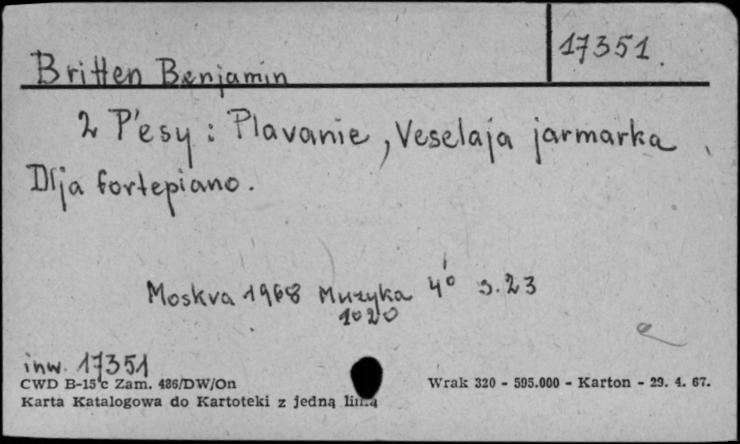 17351.
Britten Benjamin
2 P'esy: Plavanie, Veselaja jarmarka.
Dlja fortepiano.
Moskva 1968 Muzyka 4° s. 23
1020
inw. 17351
CWD B-15 c Zam. 486/DW/On
Wrak 320 - 595.000 - Karton - 29. 4. 67.
Karta Katalogowa do Kartoteki z jedną linią